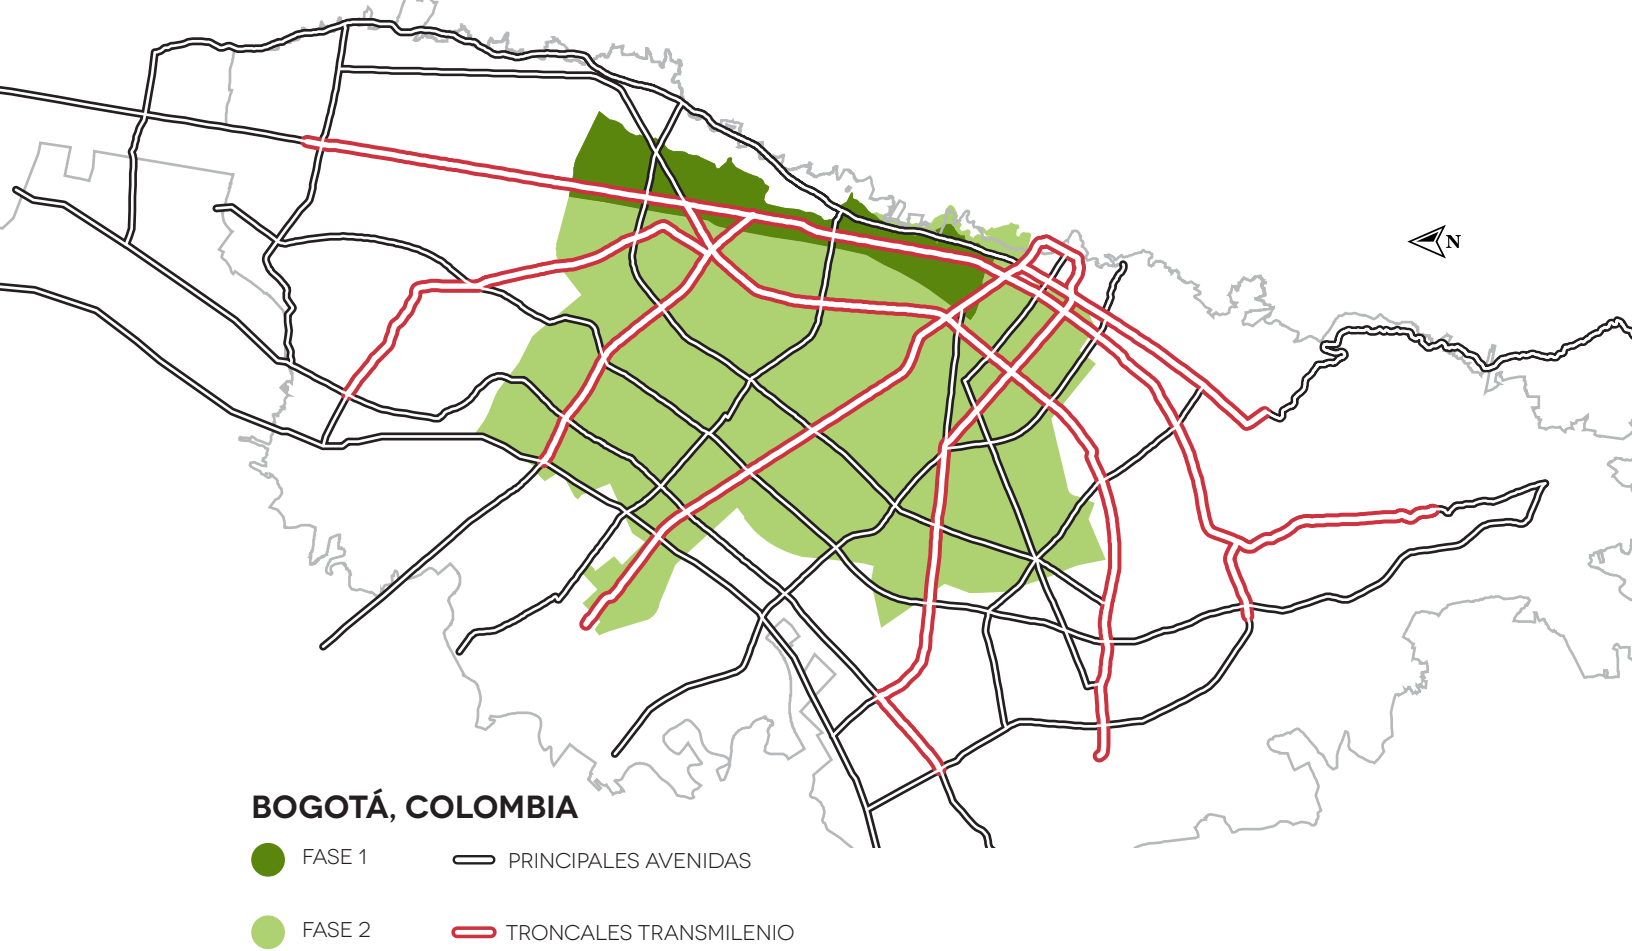 N
BOGOTÁ, COLOMBIA
FASE 1
PRINCIPALES AVENIDAS
FASE 2
TRONCALES TRANSMILENIO